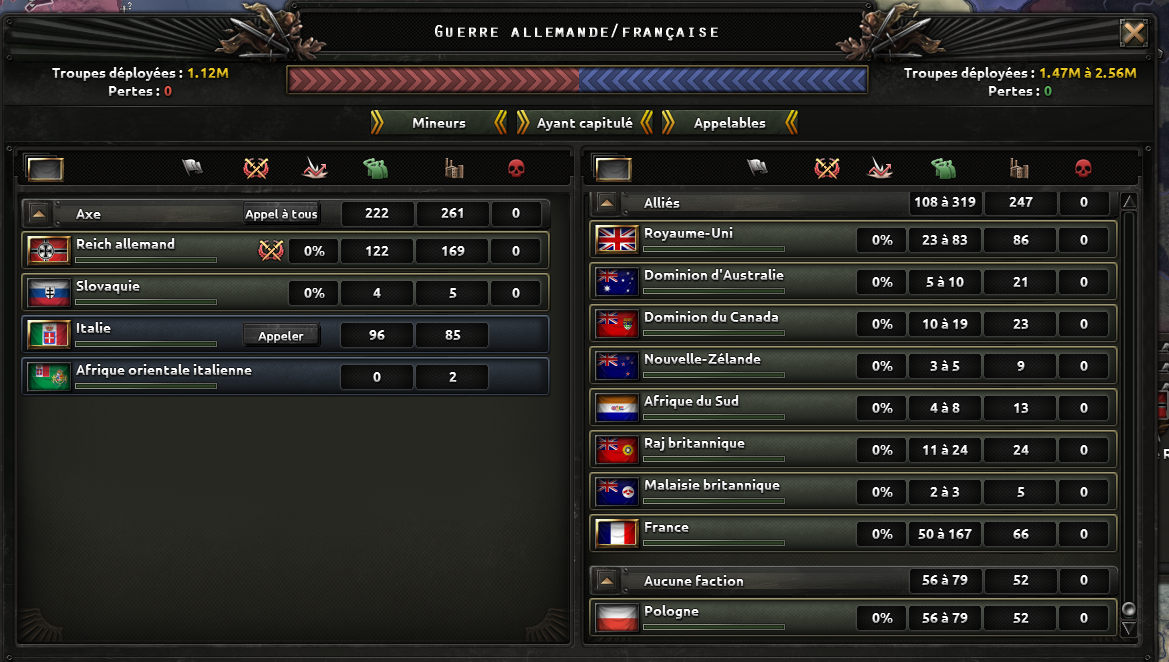 Guerre allemande/française
Troupes déployées : 1.12M
Pertes : 0
Troupes déployées : 1.47M à 2.56M
Pertes : 0
Mineurs
Ayant capitulé
Appelables
Axe Appel à tous 222 261 0
Reich allemand 0% 122 169 0
Slovaquie 0% 4 5 0
Italie Appeler 96 85
Afrique orientale italienne 0 2
Alliés 108 à 319 247 0
Royaume-Uni 0% 23 à 83 86 0
Dominion d'Australie 0% 5 à 10 21 0
Dominion du Canada 0% 10 à 19 23 0
Nouvelle-Zélande 0% 3 à 5 9 0
Afrique du Sud 0% 4 à 8 13 0
Raj britannique 0% 11 à 24 24 0
Malaisie britannique 0% 2 à 3 5 0
France 0% 50 à 167 66 0
Aucune faction 56 à 79 52 0
Pologne 0% 56 à 79 52 0